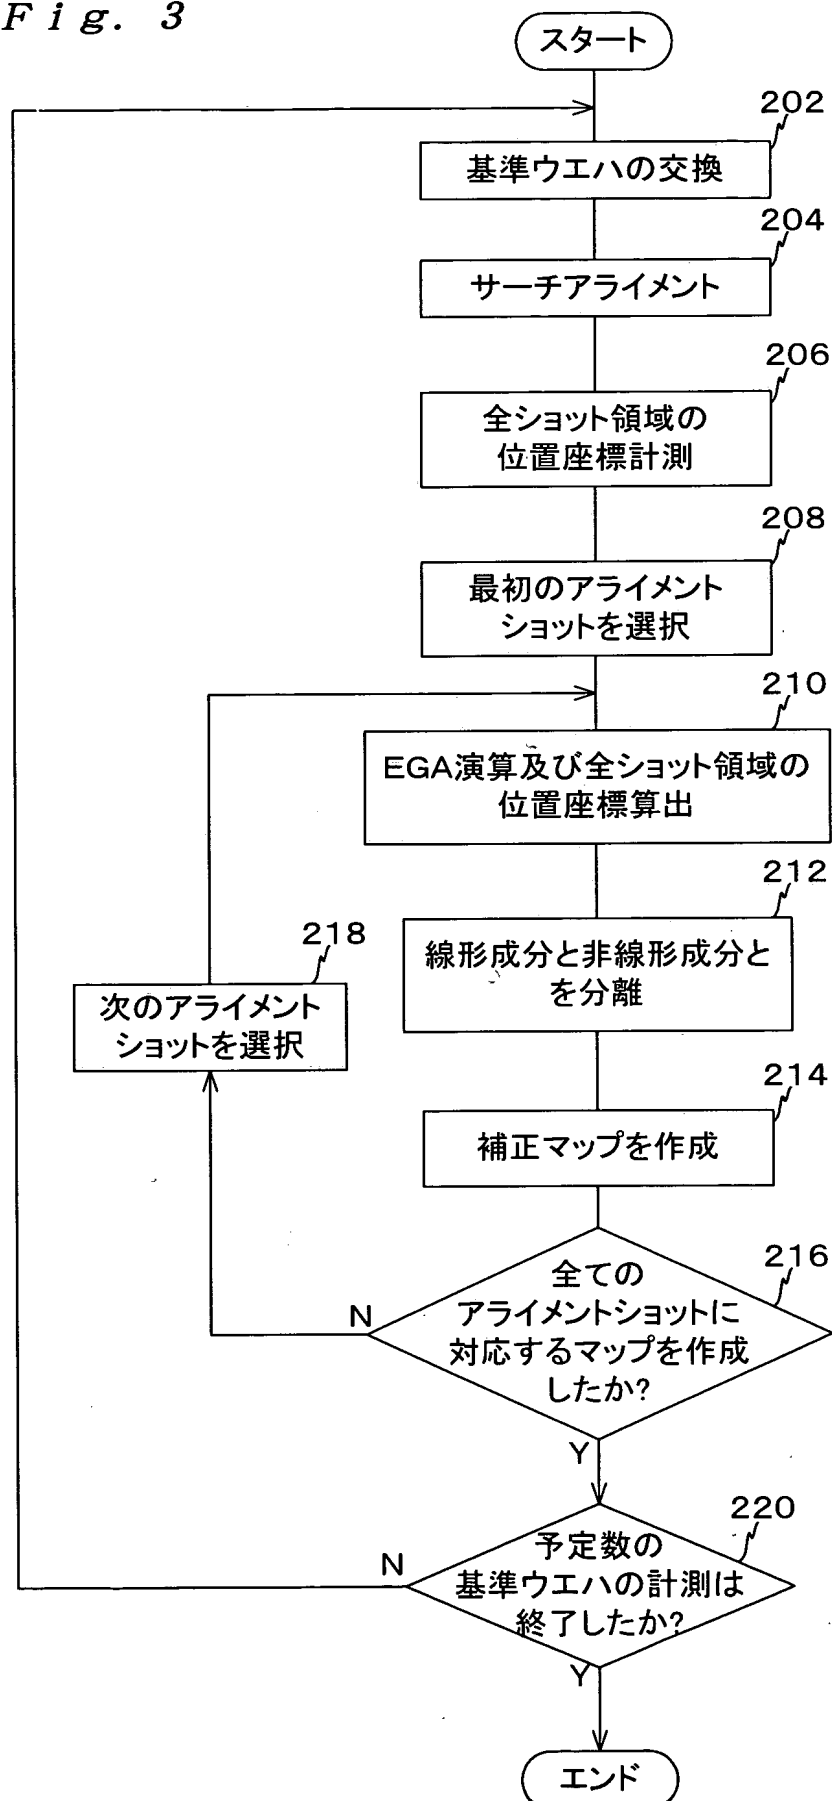 Fig. 3
スタート
202
基準ウエハの交換
204
サーチアライメント
206
全ショット領域の
位置座標計測
208
最初のアライメント
ショットを選択
210
EGA演算及び全ショット領域の
位置座標算出
212
線形成分と非線形成分と
を分離
218
次のアライメント
ショットを選択
214
補正マップを作成
216
全ての
アライメントショットに
対応するマップを作成
したか?
N
Y
220
予定数の
基準ウエハの計測は
終了したか?
N
Y
エンド